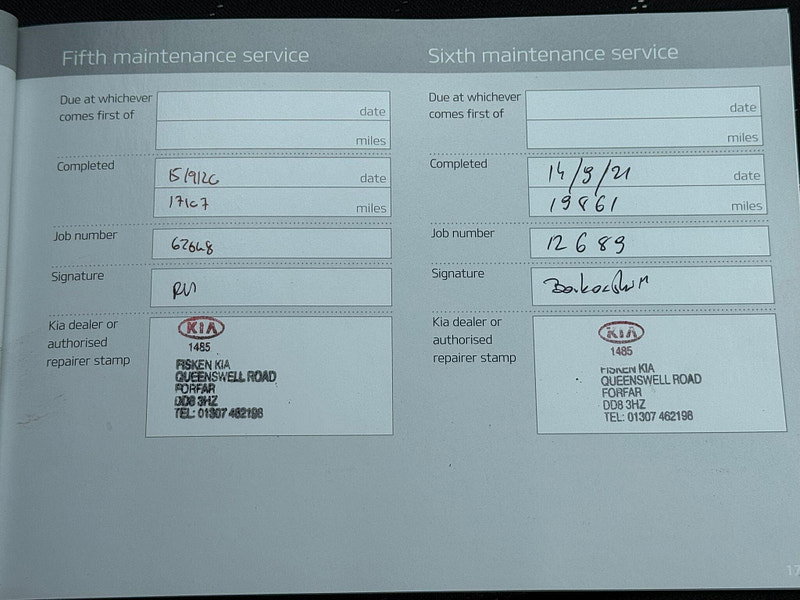 Fifth maintenance service
Due at whichever
comes first of
date
miles
Completed
15/9/20 date
17107 miles
Job number
62648
Signature
Kia dealer or
authorised
repairer stamp
KIA
1485
FISKEN KIA
QUEENSWELL ROAD
FORFAR
DD8 3HZ
TEL: 01307 462198
Sixth maintenance service
Due at whichever
comes first of
date
miles
Completed
14/9/21 date
19861 miles
Job number
12689
Signature
Kia dealer or
authorised
repairer stamp
KIA
1485
FISKEN KIA
QUEENSWELL ROAD
FORFAR
DD8 3HZ
TEL: 01307 462198
17